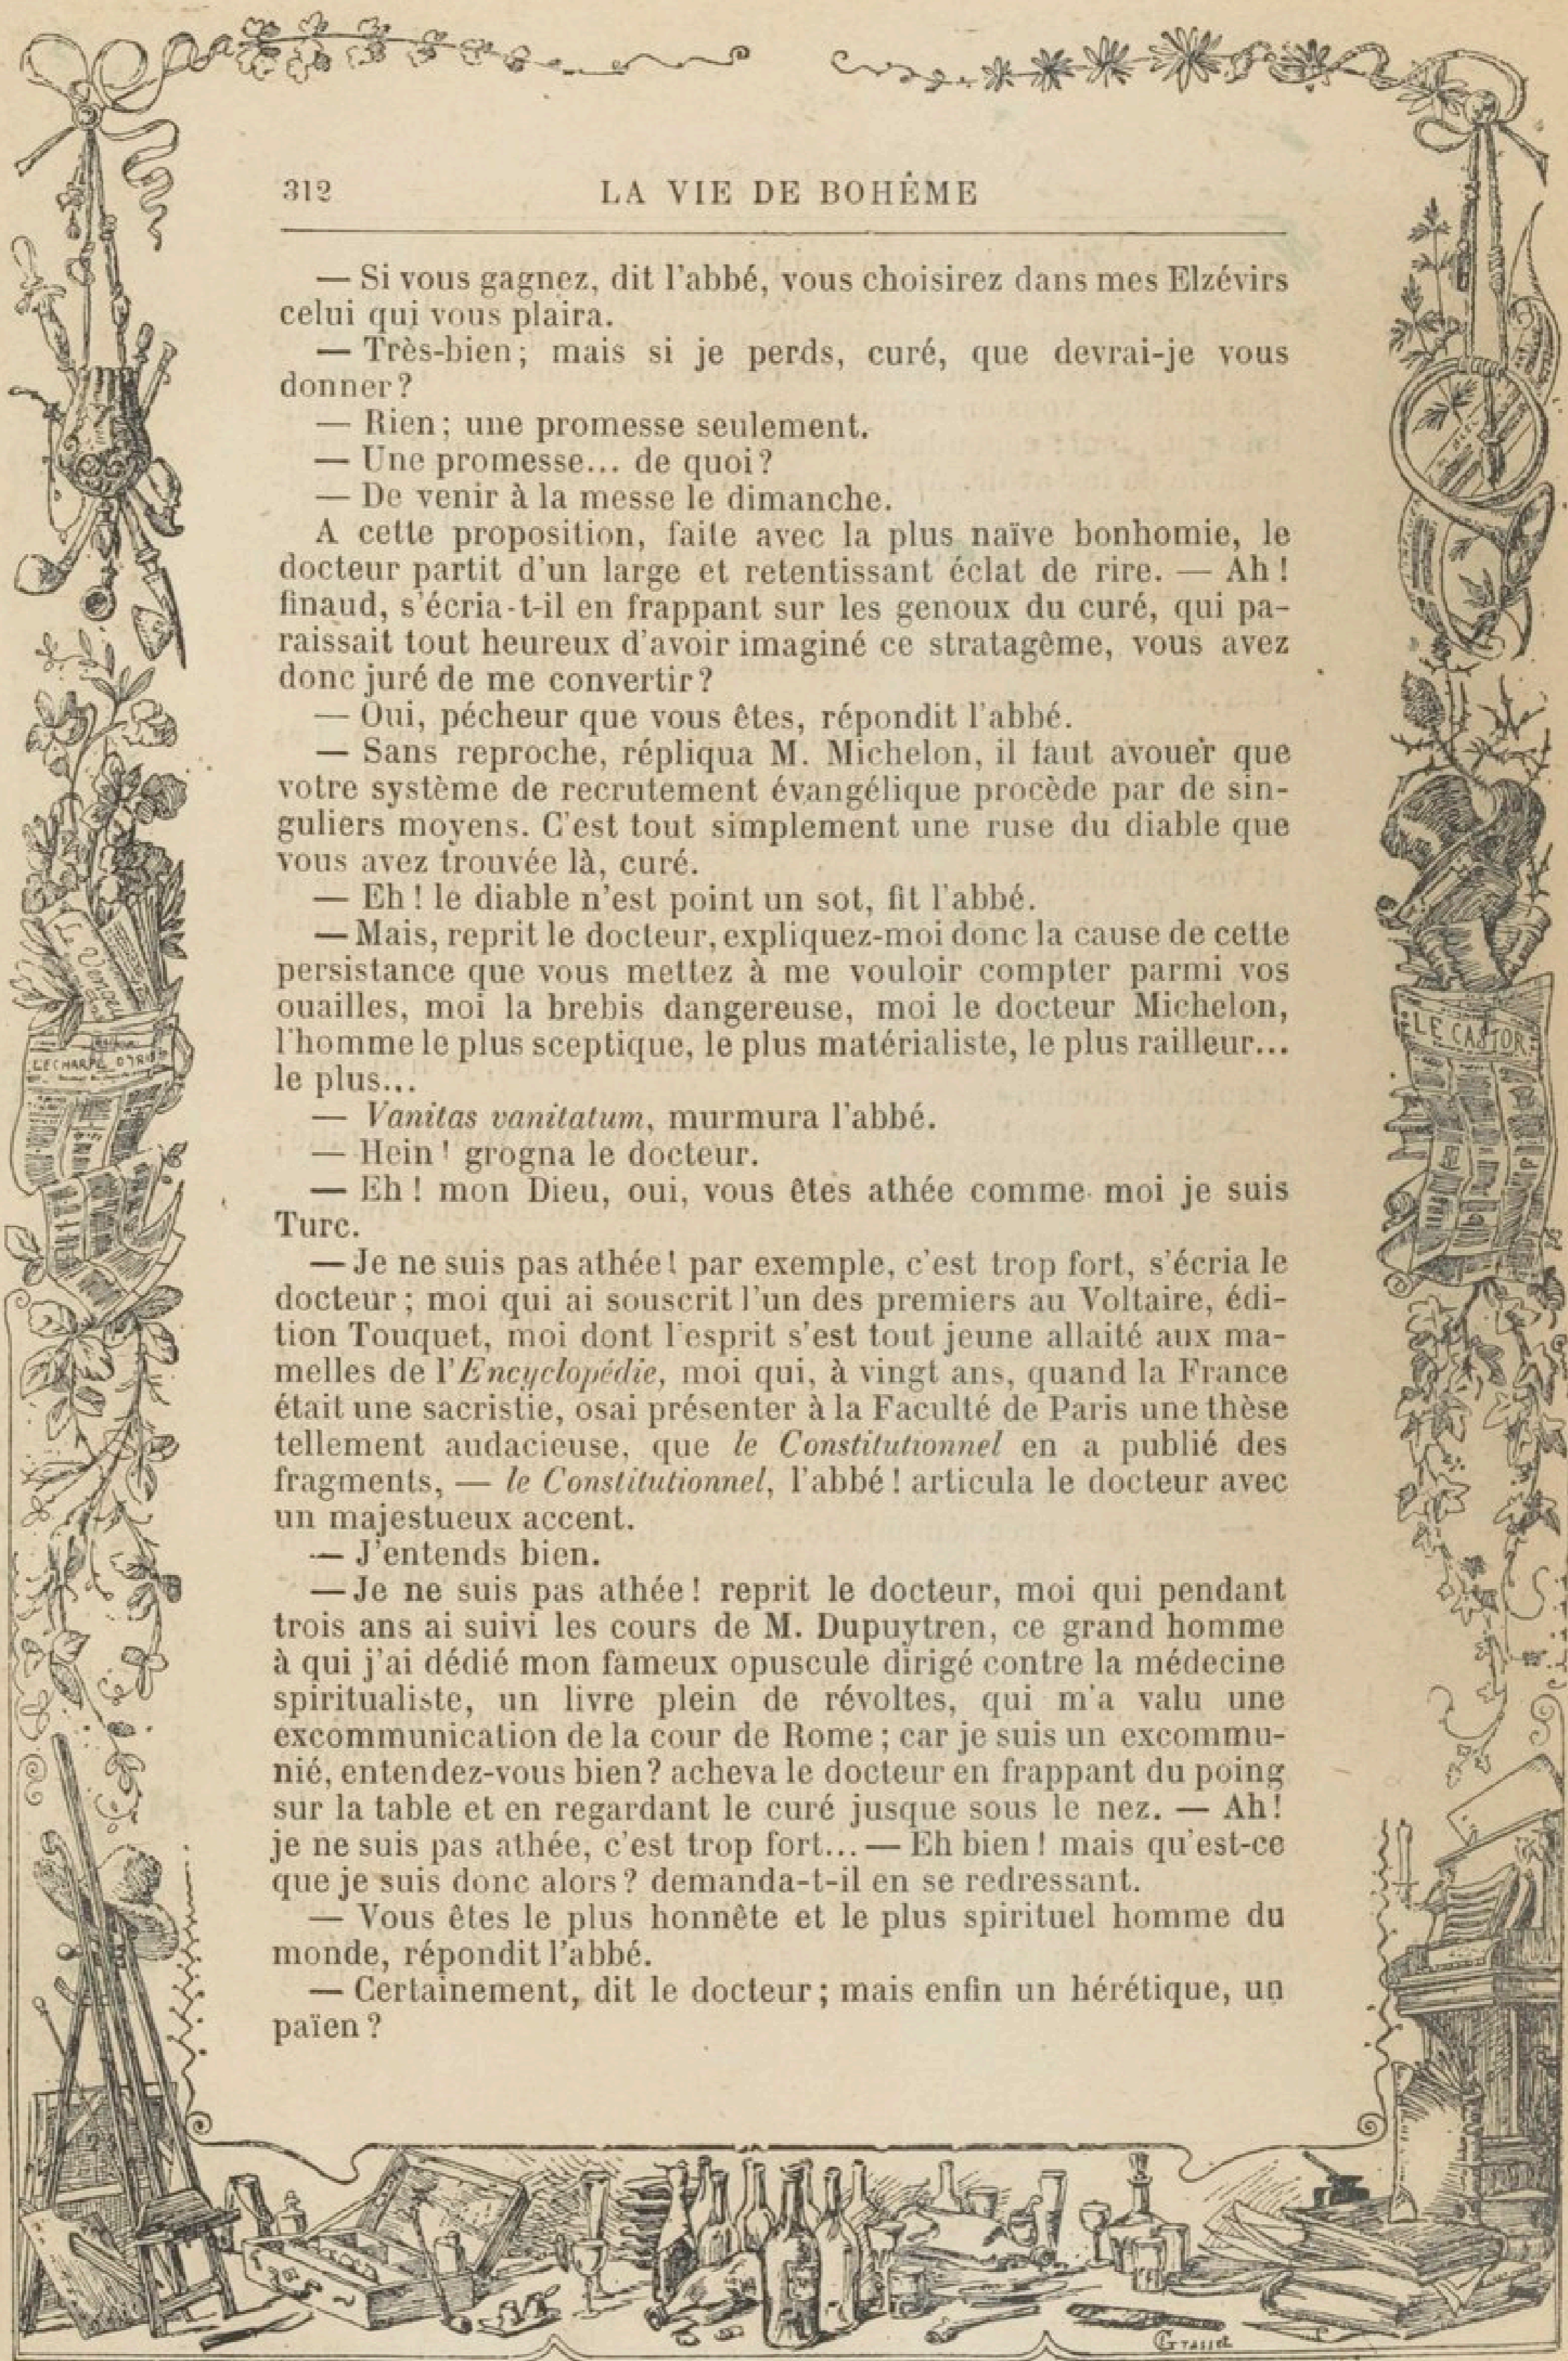 312 LA VIE DE BOHÊME
— Si vous gagnez, dit l'abbé, vous choisirez dans mes Elzévirs
celui qui vous plaira.
— Très-bien; mais si je perds, curé, que devrai-je vous
donner?
— Rien; une promesse seulement.
— Une promesse... de quoi?
— De venir à la messe le dimanche.
A cette proposition, faite avec la plus naïve bonhomie, le
docteur partit d'un large et retentissant éclat de rire. — Ah!
finaud, s'écria-t-il en frappant sur les genoux du curé, qui pa-
raissait tout heureux d'avoir imaginé ce stratagême, vous avez
donc juré de me convertir?
— Oui, pécheur que vous êtes, répondit l'abbé.
— Sans reproche, répliqua M. Michelon, il faut avouer que
votre système de recrutement évangélique procède par de sin-
guliers moyens. C'est tout simplement une ruse du diable que
vous avez trouvée là, curé.
— Eh! le diable n'est point un sot, fit l'abbé.
— Mais, reprit le docteur, expliquez-moi donc la cause de cette
persistance que vous mettez à me vouloir compter parmi vos
ouailles, moi la brebis dangereuse, moi le docteur Michelon,
l'homme le plus sceptique, le plus matérialiste, le plus railleur...
le plus...
— Vanitas vanitatum, murmura l'abbé.
— Hein! grogna le docteur.
— Eh! mon Dieu, oui, vous êtes athée comme moi je suis
Turc.
— Je ne suis pas athée! par exemple, c'est trop fort, s'écria le
docteur; moi qui ai souscrit l'un des premiers au Voltaire, édi-
tion Touquet, moi dont l'esprit s'est tout jeune allaité aux ma-
melles de l'Encyclopédie, moi qui, à vingt ans, quand la France
était une sacristie, osai présenter à la Faculté de Paris une thèse
tellement audacieuse, que le Constitutionnel en a publié des
fragments, — le Constitutionnel, l'abbé! articula le docteur avec
un majestueux accent.
— J'entends bien.
— Je ne suis pas athée! reprit le docteur, moi qui pendant
trois ans ai suivi les cours de M. Dupuytren, ce grand homme
à qui j'ai dédié mon fameux opuscule dirigé contre la médecine
spiritualiste, un livre plein de révoltes, qui m'a valu une
excommunication de la cour de Rome; car je suis un excommu-
nié, entendez-vous bien? acheva le docteur en frappant du poing
sur la table et en regardant le curé jusque sous le nez. — Ah!
je ne suis pas athée, c'est trop fort... — Eh bien! mais qu'est-ce
que je suis donc alors? demanda-t-il en se redressant.
— Vous êtes le plus honnête et le plus spirituel homme du
monde, répondit l'abbé.
— Certainement, dit le docteur; mais enfin un hérétique, un
païen?
Le Vengeur
L'ECHARPE D'IRIS
LE CASTOR
Grasset